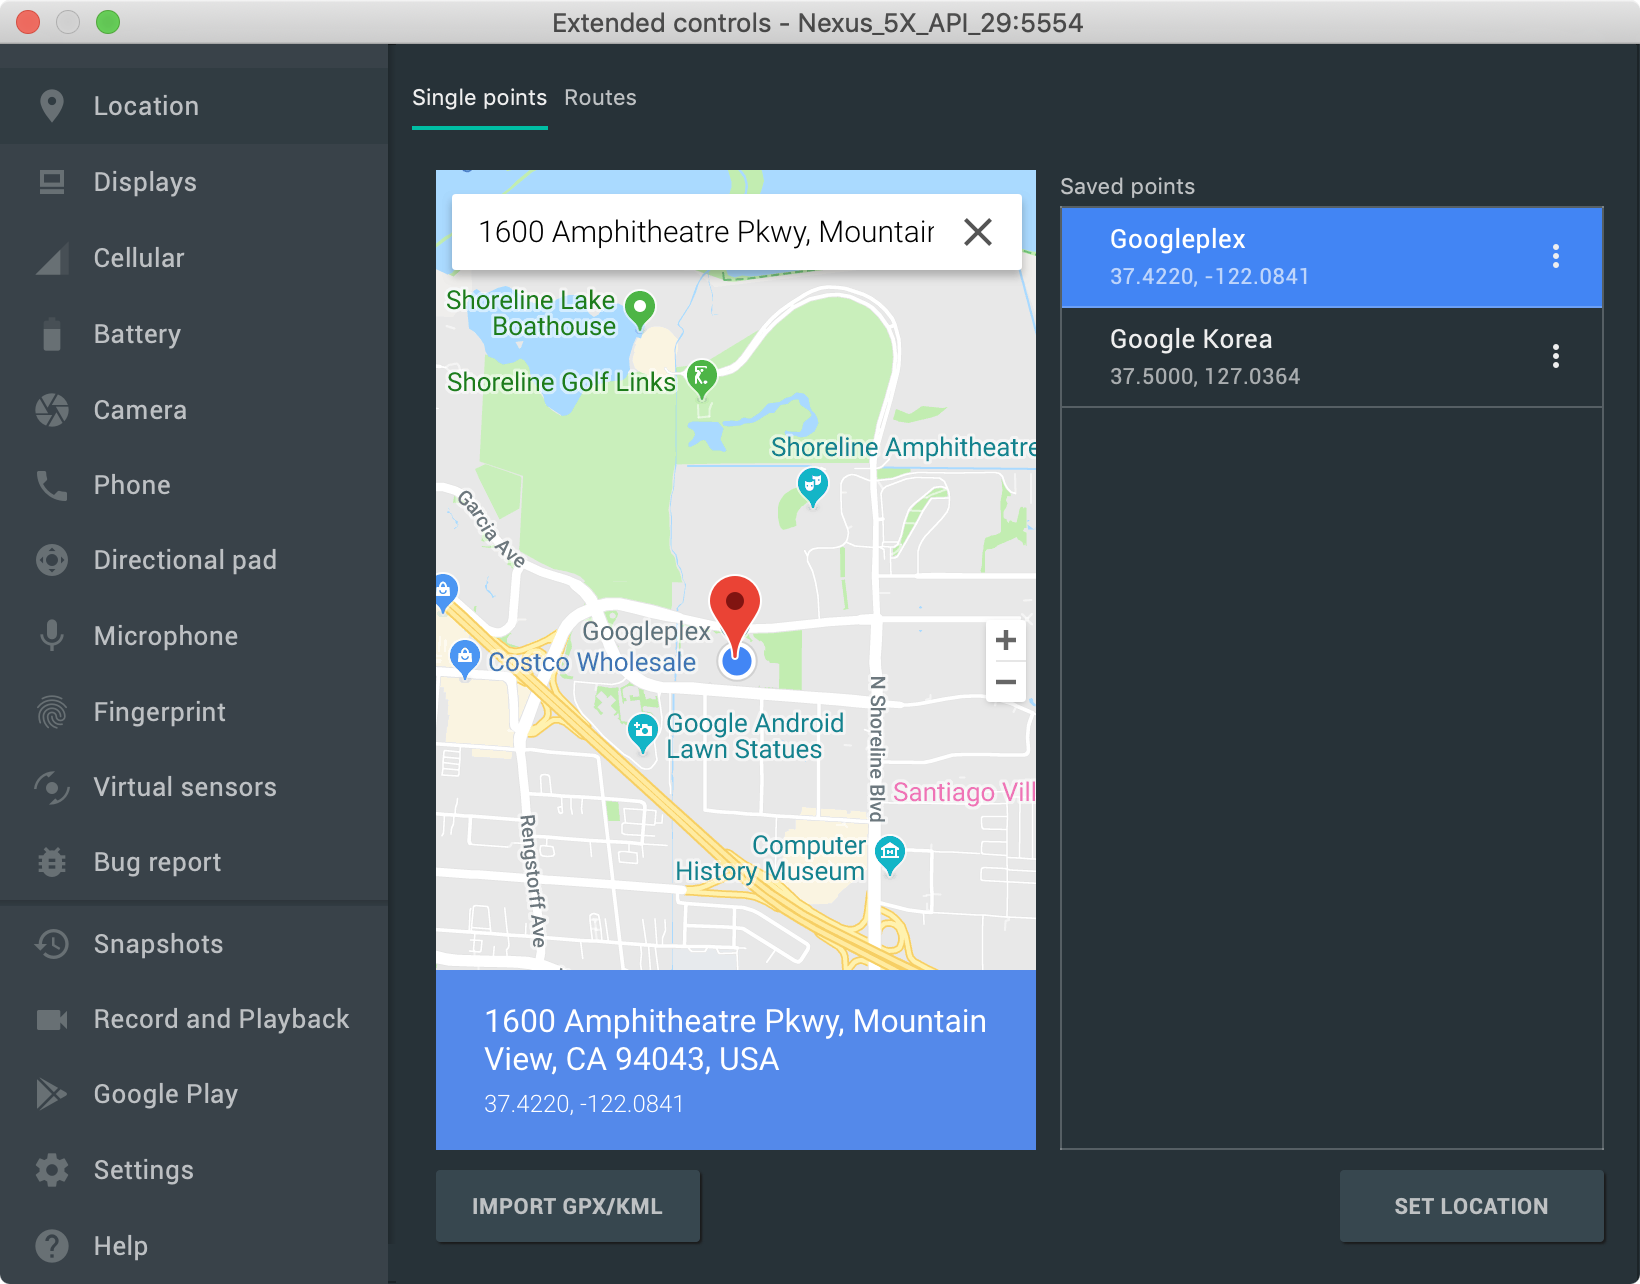 Extended controls - Nexus_5X_API_29:5554
Location
Displays
Cellular
Battery
Camera
Phone
Directional pad
Microphone
Fingerprint
Virtual sensors
Bug report
Snapshots
Record and Playback
Google Play
Settings
Help
Single points
Routes
1600 Amphitheatre Pkwy, Mountain
Shoreline Lake
Boathouse
Shoreline Golf Links
Shoreline Amphitheatre
Garcia Ave
Googleplex
Costco Wholesale
+
−
Google Android
Lawn Statues
N Shoreline Blvd
Santiago Vill
Rengstorff Ave
Computer
History Museum
1600 Amphitheatre Pkwy, Mountain
View, CA 94043, USA
37.4220, -122.0841
IMPORT GPX/KML
Saved points
Googleplex
37.4220, -122.0841
Google Korea
37.5000, 127.0364
SET LOCATION